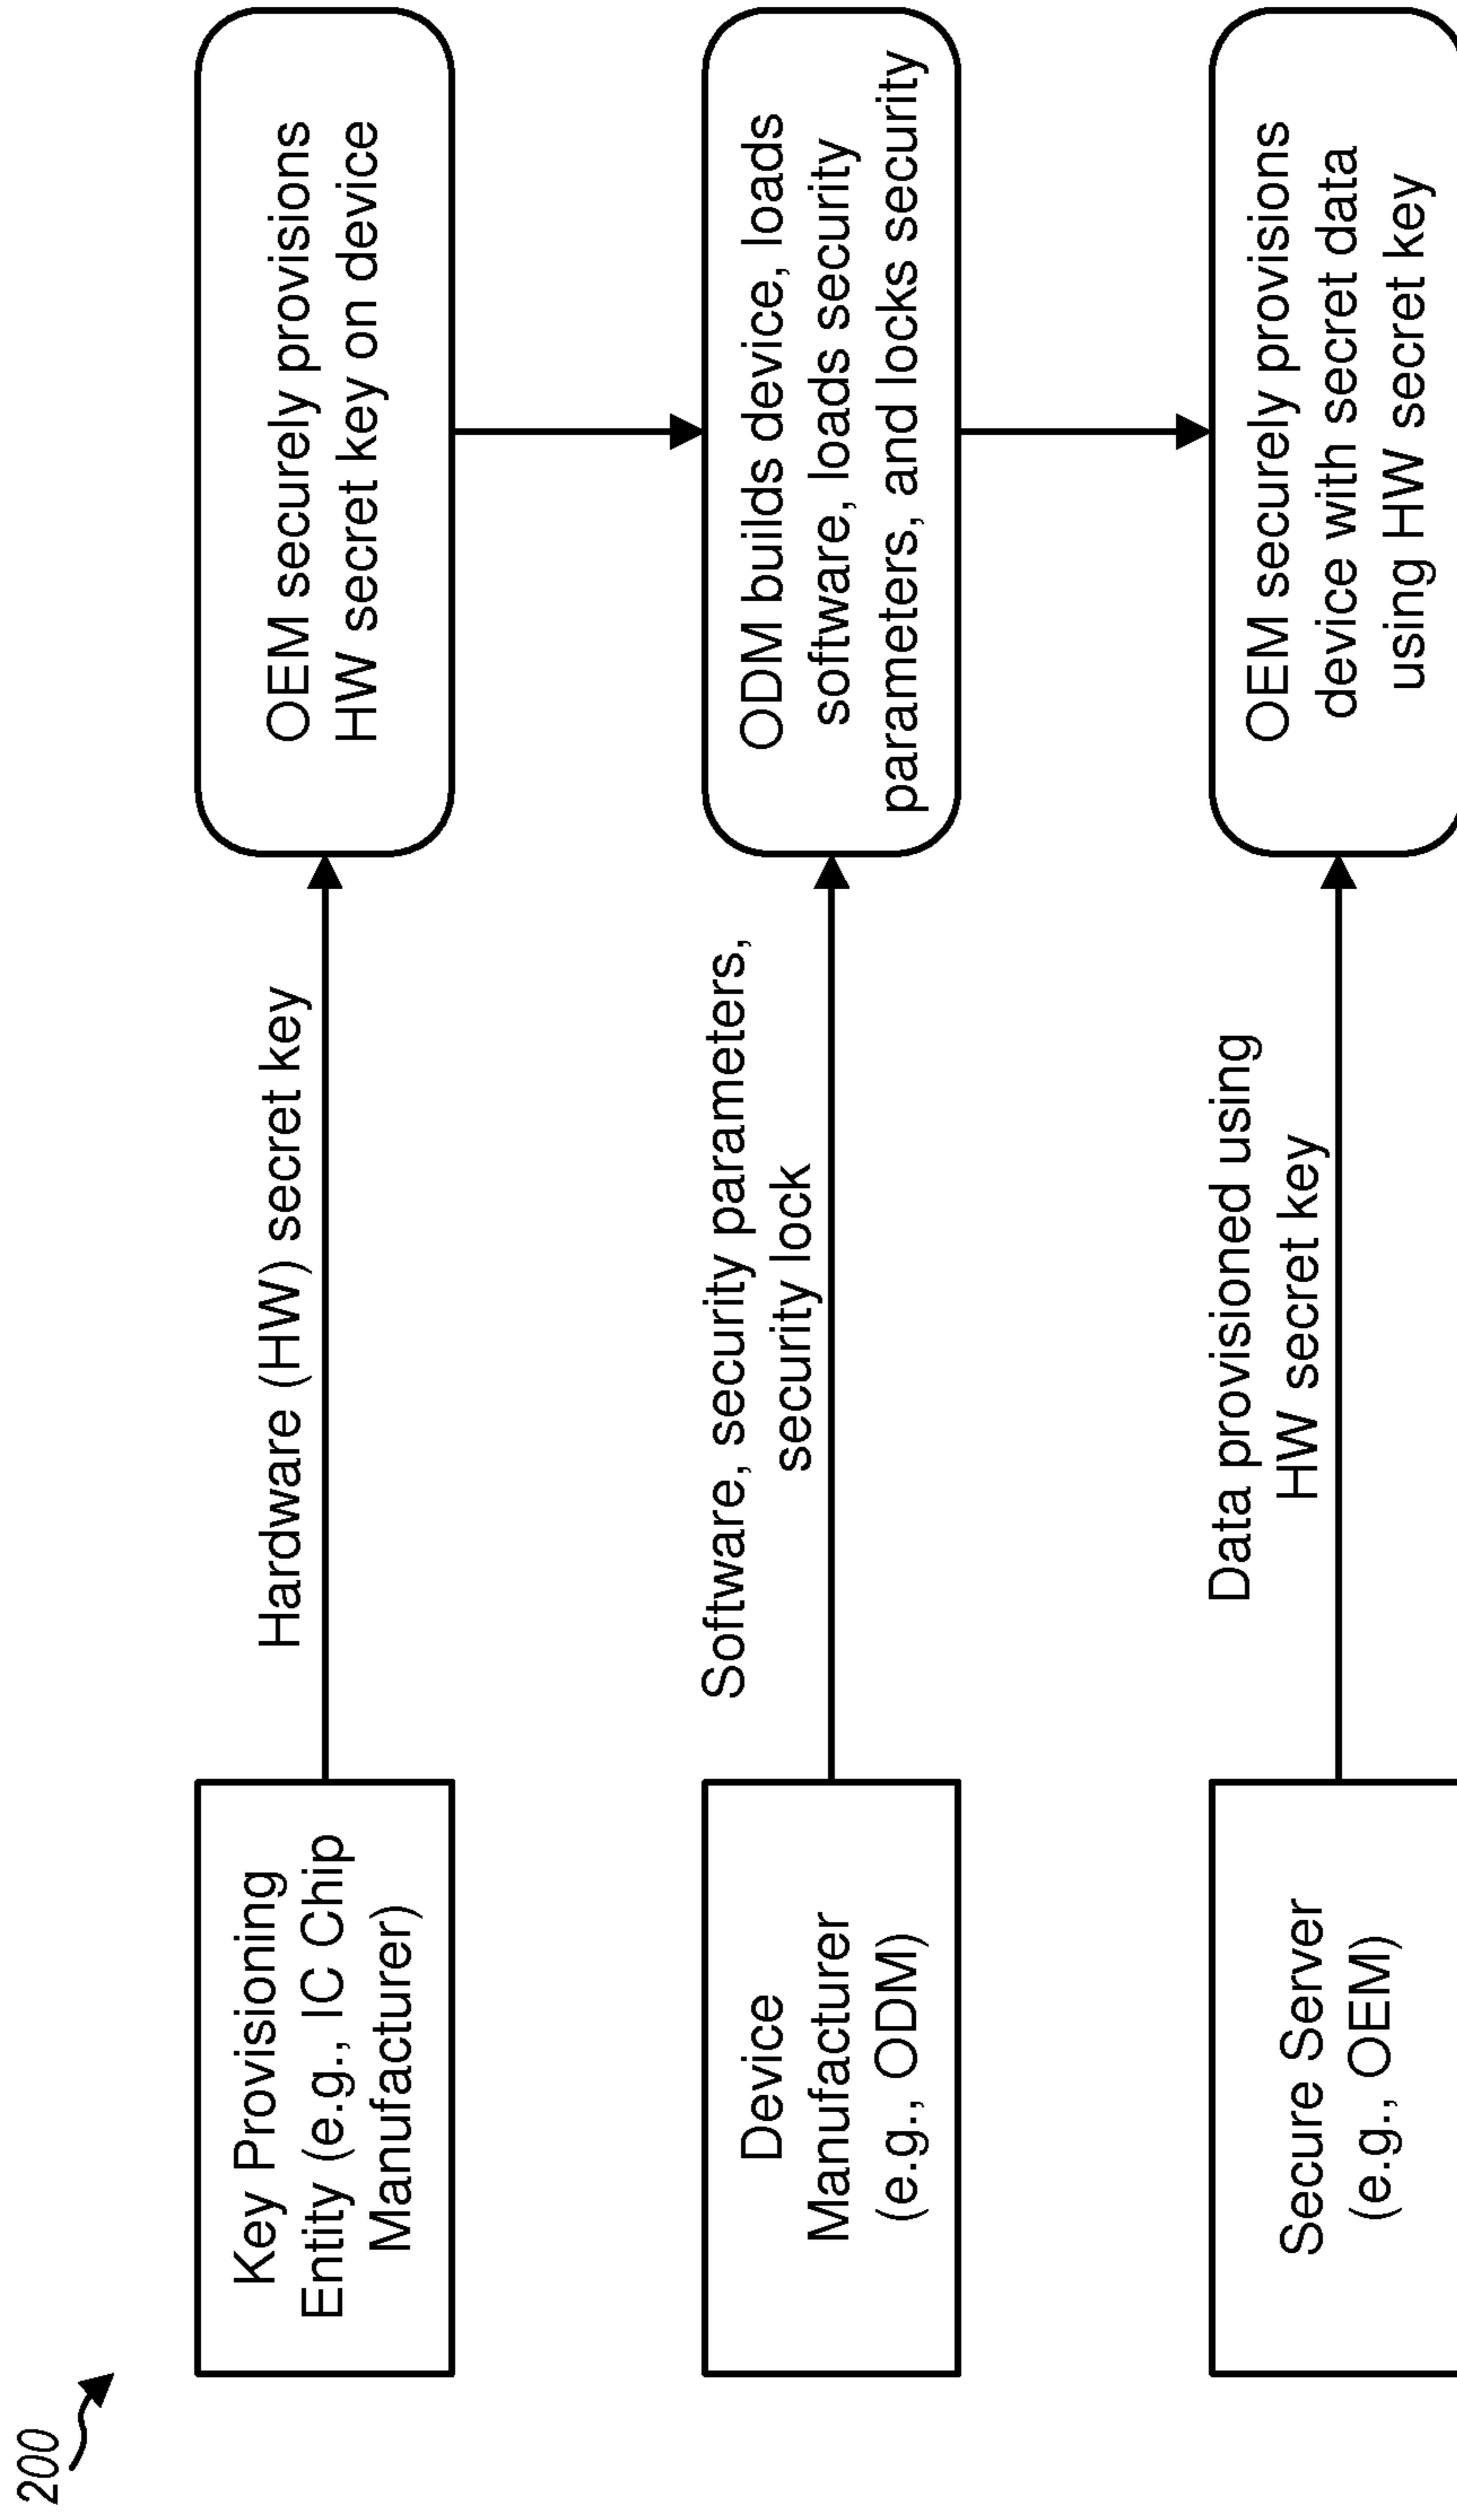 200
Key Provisioning
Entity (e.g., IC Chip
Manufacturer)
Hardware (HW) secret key
OEM securely provisions
HW secret key on device
Device
Manufacturer
(e.g., ODM)
Software, security parameters,
security lock
ODM builds device, loads
software, loads security
parameters, and locks security
Secure Server
(e.g., OEM)
Data provisioned using
HW secret key
OEM securely provisions
device with secret data
using HW secret key